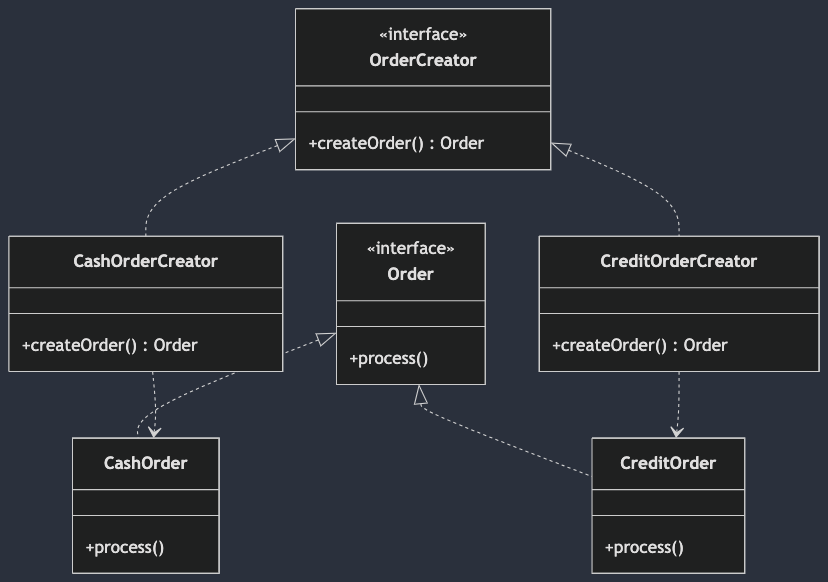 «interface»
OrderCreator
+createOrder() : Order
CashOrderCreator
+createOrder() : Order
«interface»
Order
+process()
CreditOrderCreator
+createOrder() : Order
CashOrder
+process()
CreditOrder
+process()